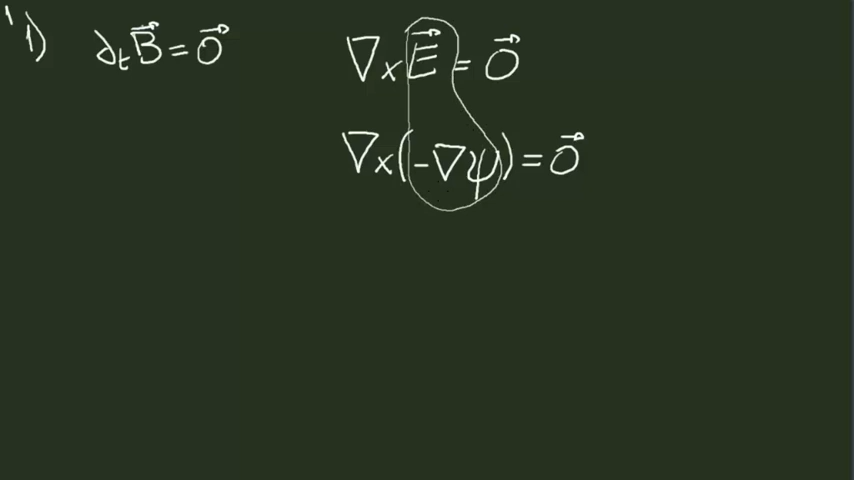 1) ∂ₜB⃗ = 0⃗ ∇×E⃗ = 0⃗
∇×(-∇ψ) = 0⃗